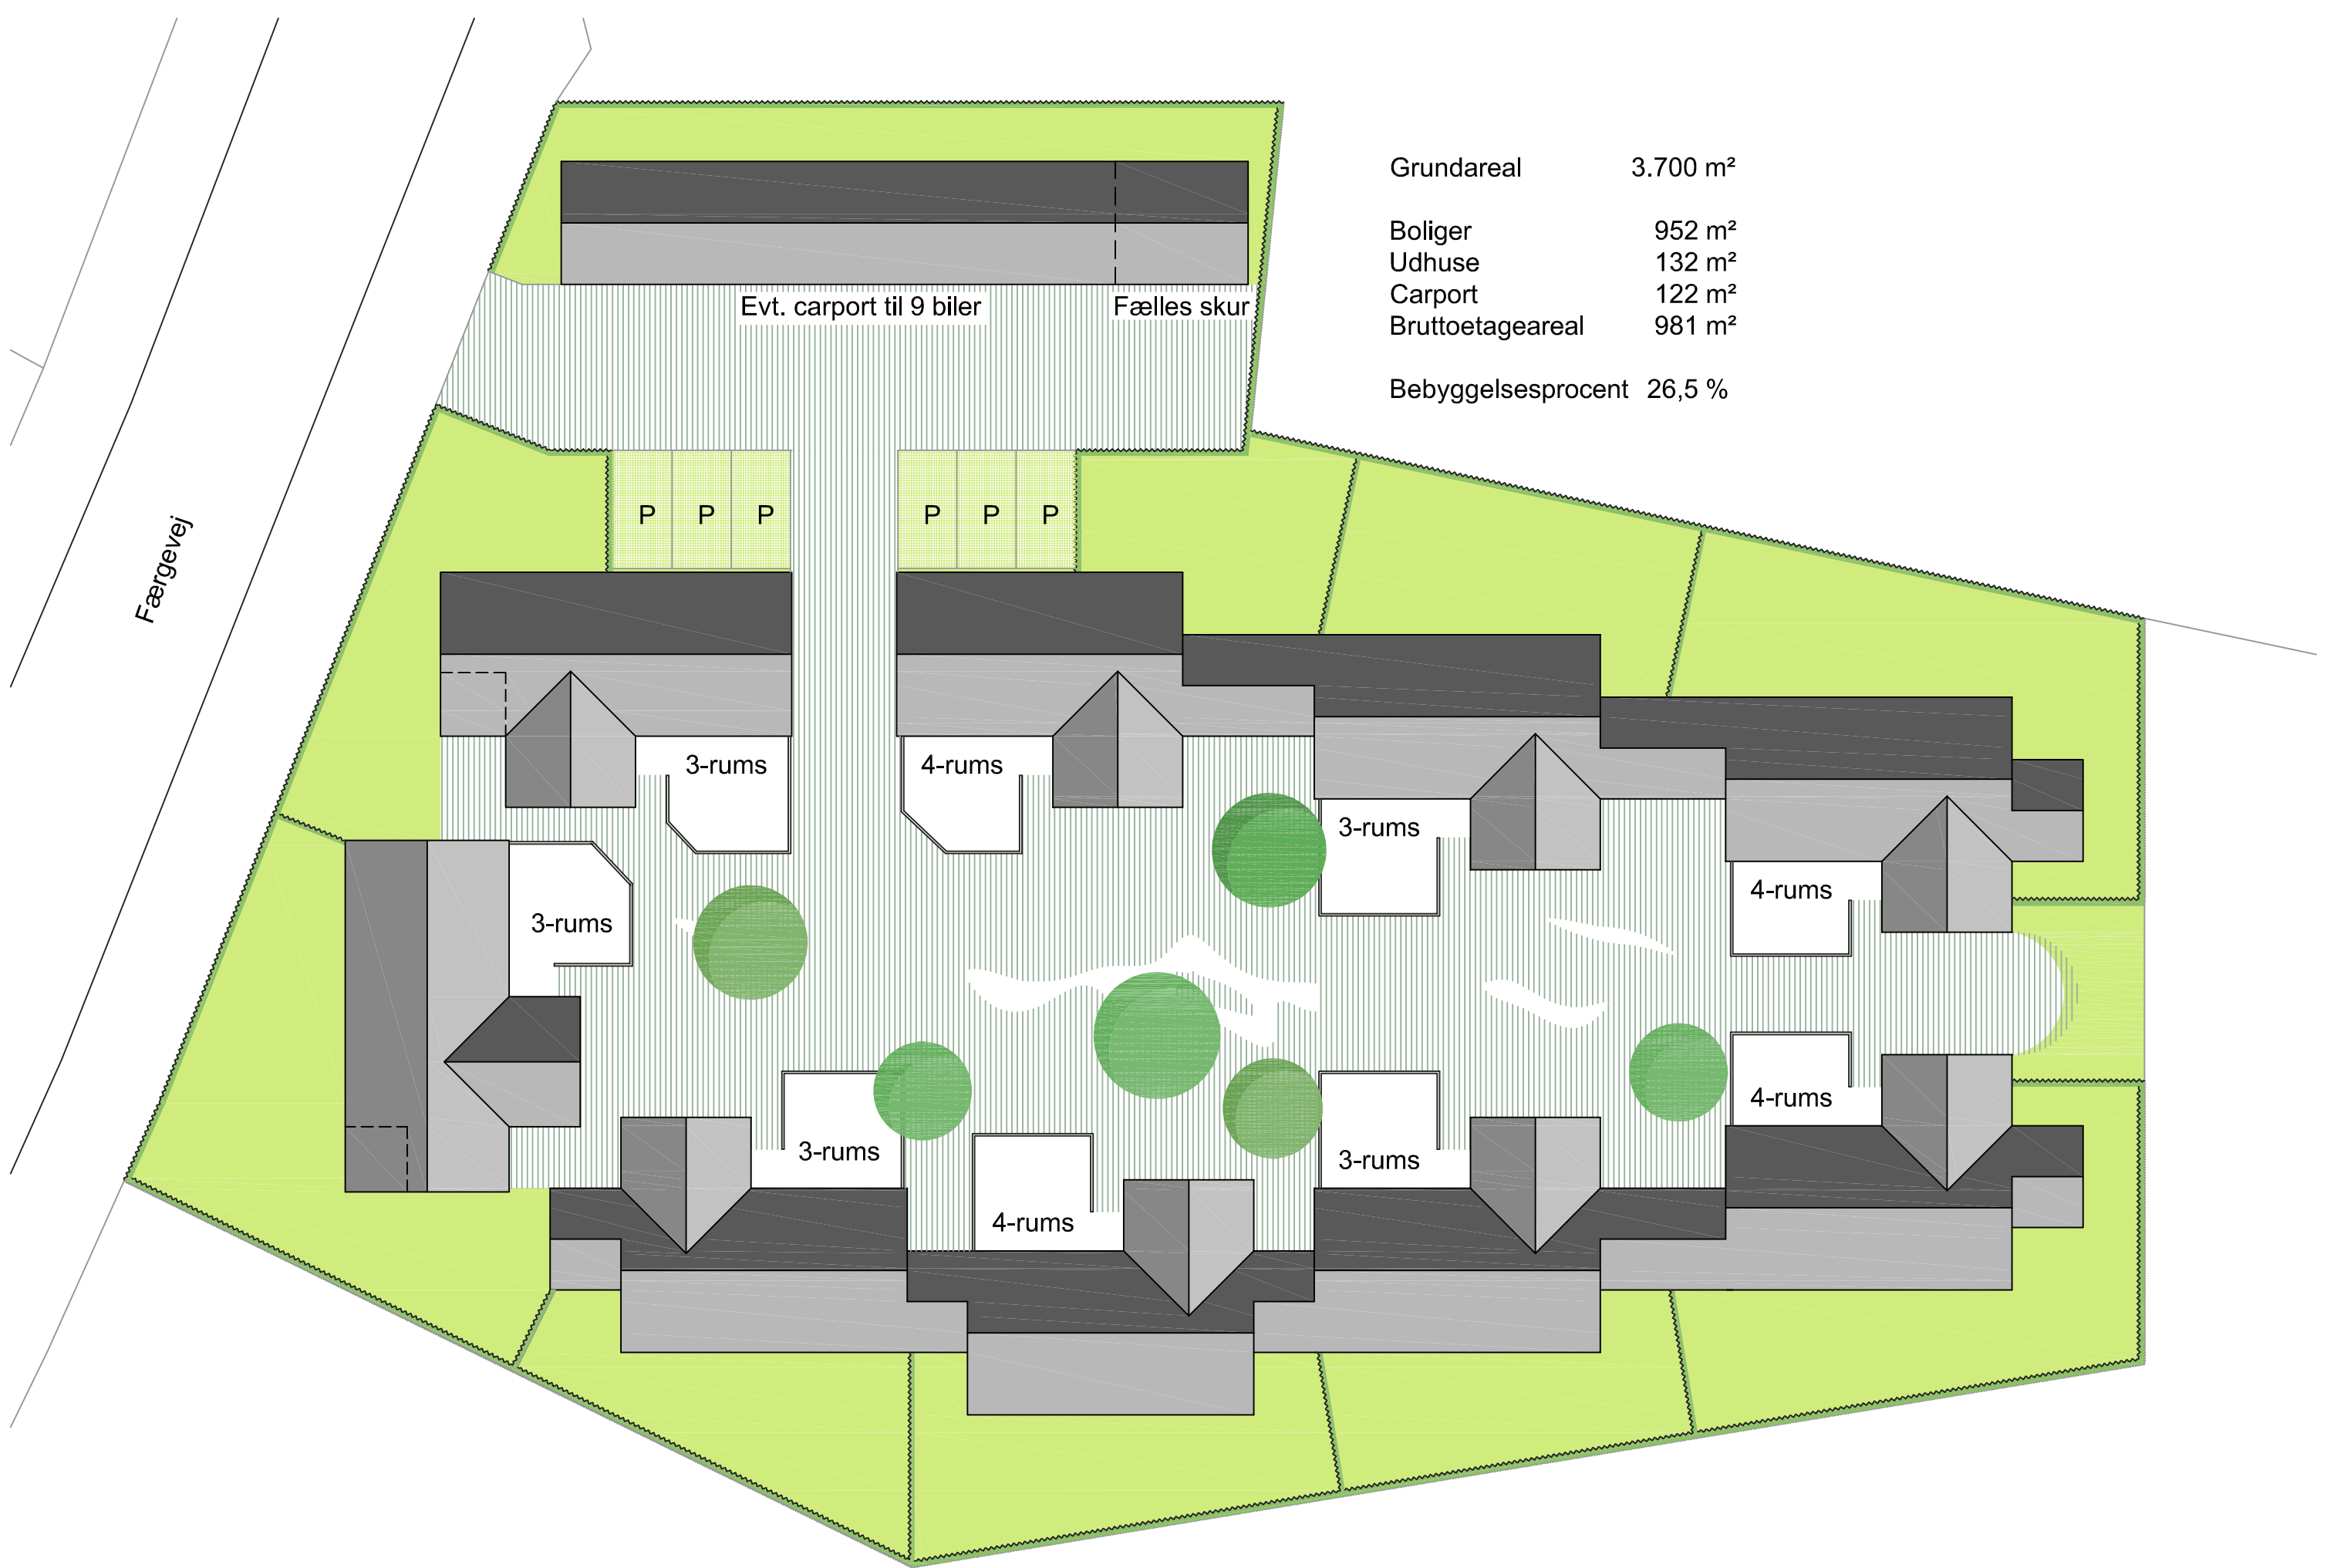 Grundareal 3.700 m²
Boliger 952 m²
Udhuse 132 m²
Carport 122 m²
Bruttoetageareal 981 m²
Bebyggelsesprocent 26,5 %
Evt. carport til 9 biler Fælles skur
P P P P P P
Færgevej
3-rums 4-rums
3-rums
4-rums
3-rums
4-rums
3-rums
3-rums
4-rums